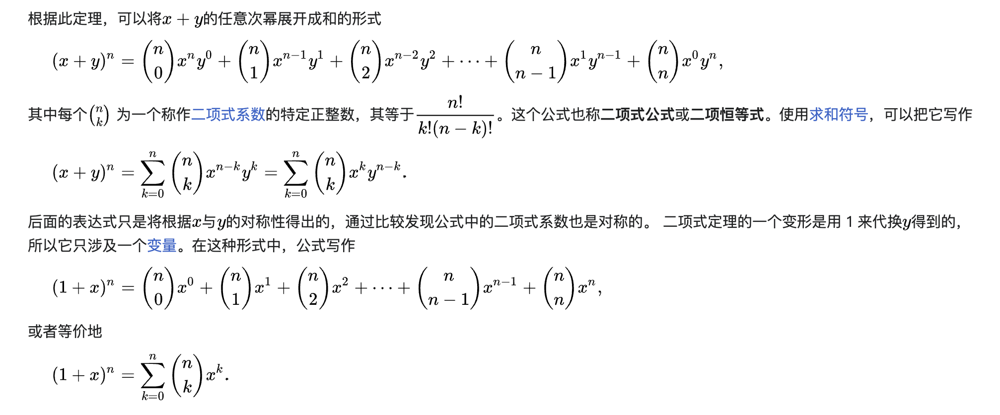 根据此定理，可以将x + y的任意次幂展开成和的形式
(x + y)^n = \binom{n}{0} x^n y^0 + \binom{n}{1} x^{n-1} y^1 + \binom{n}{2} x^{n-2} y^2 + \cdots + \binom{n}{n-1} x^1 y^{n-1} + \binom{n}{n} x^0 y^n,
其中每个\binom{n}{k} 为一个称作二项式系数的特定正整数，其等于\frac{n!}{k!(n-k)!}。这个公式也称二项式公式或二项恒等式。使用求和符号，可以把它写作
(x + y)^n = \sum_{k=0}^{n} \binom{n}{k} x^{n-k} y^k = \sum_{k=0}^{n} \binom{n}{k} x^k y^{n-k}.
后面的表达式只是将根据x与y的对称性得出的，通过比较发现公式中的二项式系数也是对称的。 二项式定理的一个变形是用 1 来代换y得到的，
所以它只涉及一个变量。在这种形式中，公式写作
(1 + x)^n = \binom{n}{0} x^0 + \binom{n}{1} x^1 + \binom{n}{2} x^2 + \cdots + \binom{n}{n-1} x^{n-1} + \binom{n}{n} x^n,
或者等价地
(1 + x)^n = \sum_{k=0}^{n} \binom{n}{k} x^k.